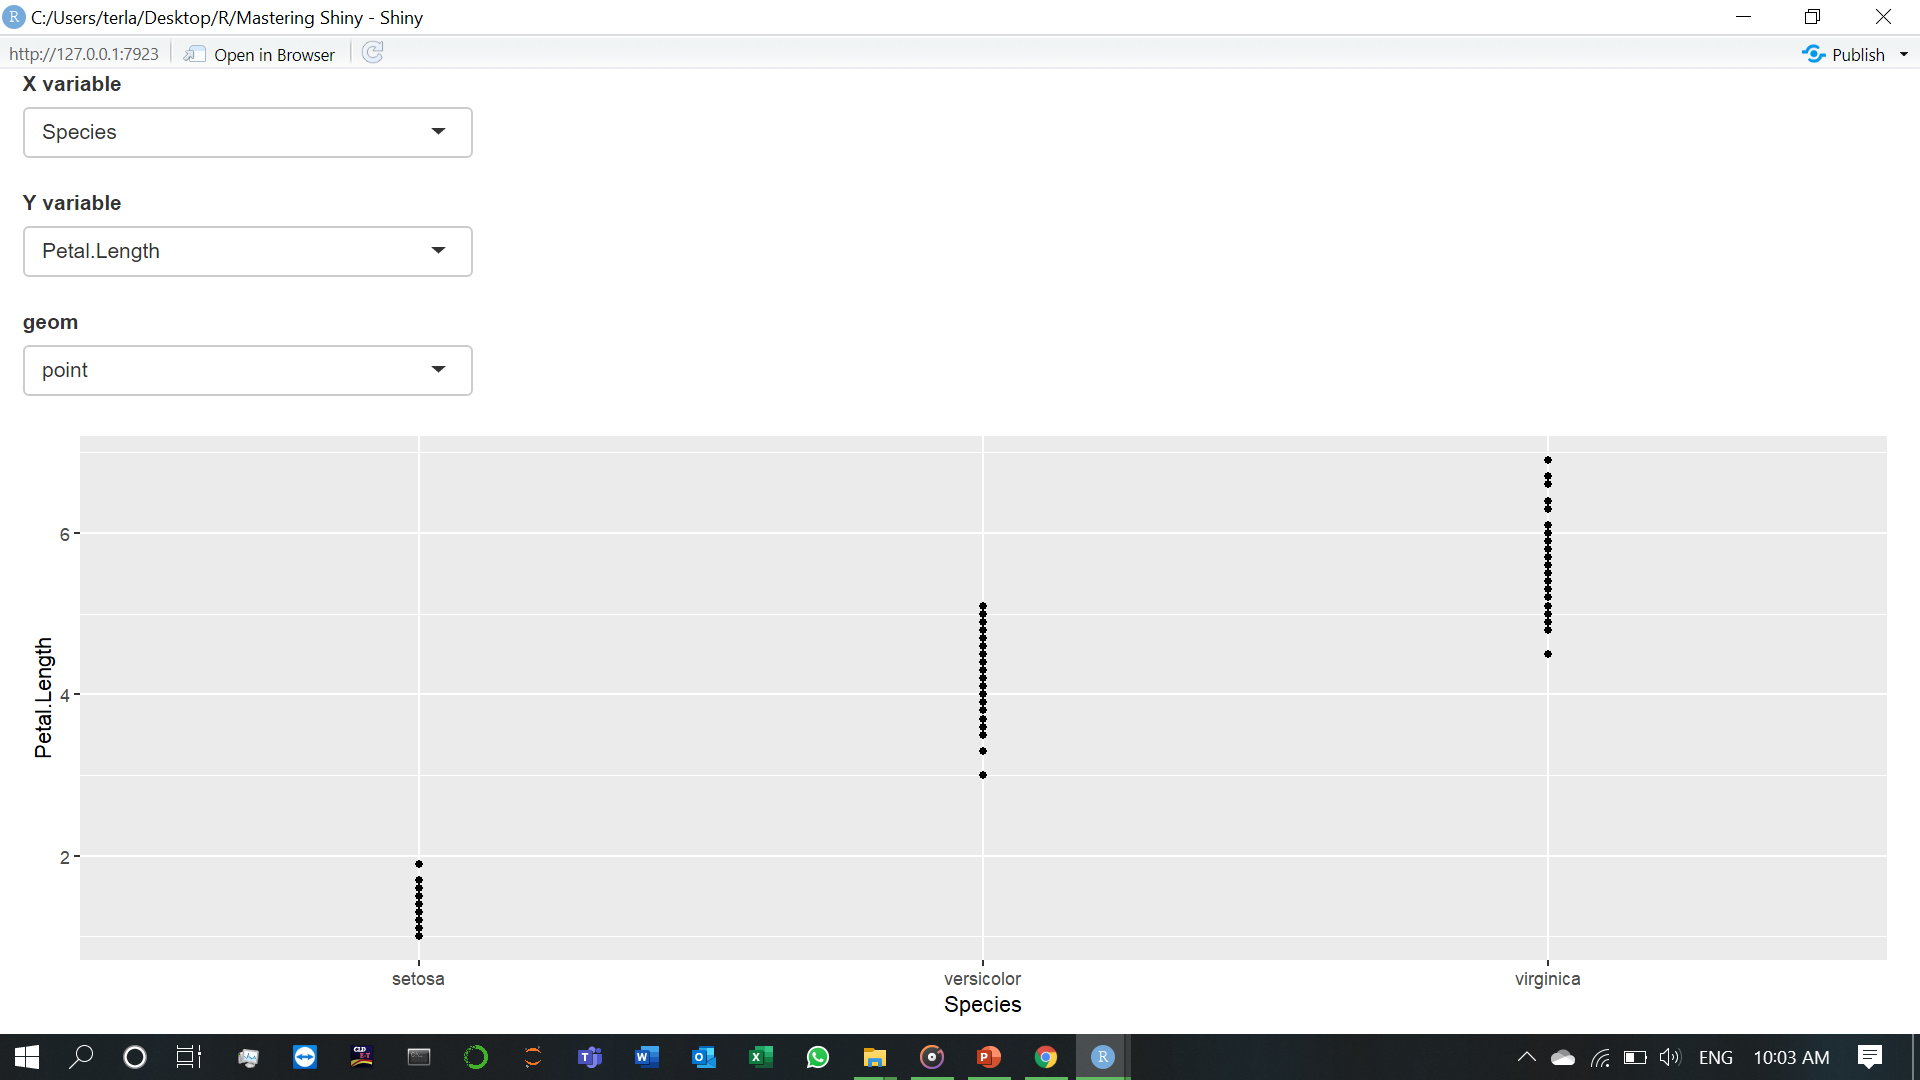 R C:/Users/terla/Desktop/R/Mastering Shiny - Shiny
http://127.0.0.1:7923 Open in Browser Publish
X variable
Species
Y variable
Petal.Length
geom
point
Petal.Length
6
4
2
setosa versicolor virginica
Species
CLD
E-T
T W O X P R ENG 10:03 AM